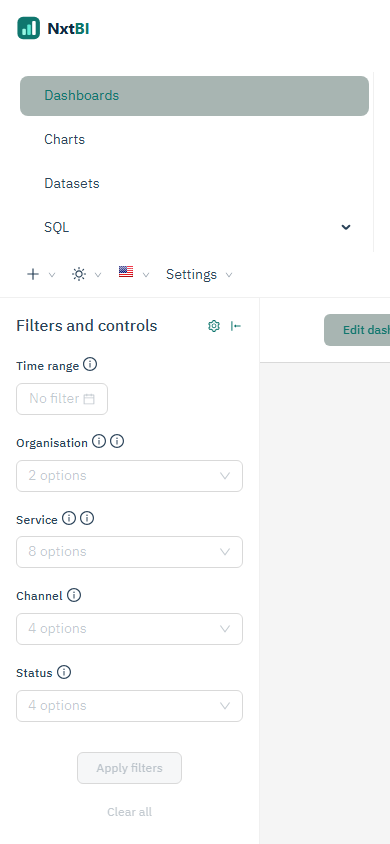 NxtBI
Dashboards
Charts
Datasets
SQL
Settings
Filters and controls
Edit dash
Time range
No filter
Organisation
2 options
Service
8 options
Channel
4 options
Status
4 options
Apply filters
Clear all